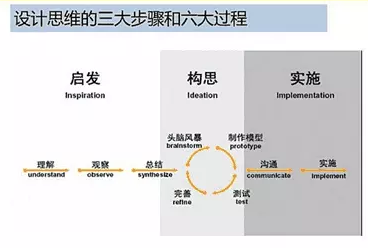 设计思维的三大步骤和六大过程
启发
Inspiration
构思
Ideation
实施
Implementation
头脑风暴
brainstorm
制作模型
prototype
理解
understand
观察
observe
总结
synthesize
沟通
communicate
实施
implement
完善
refine
测试
test